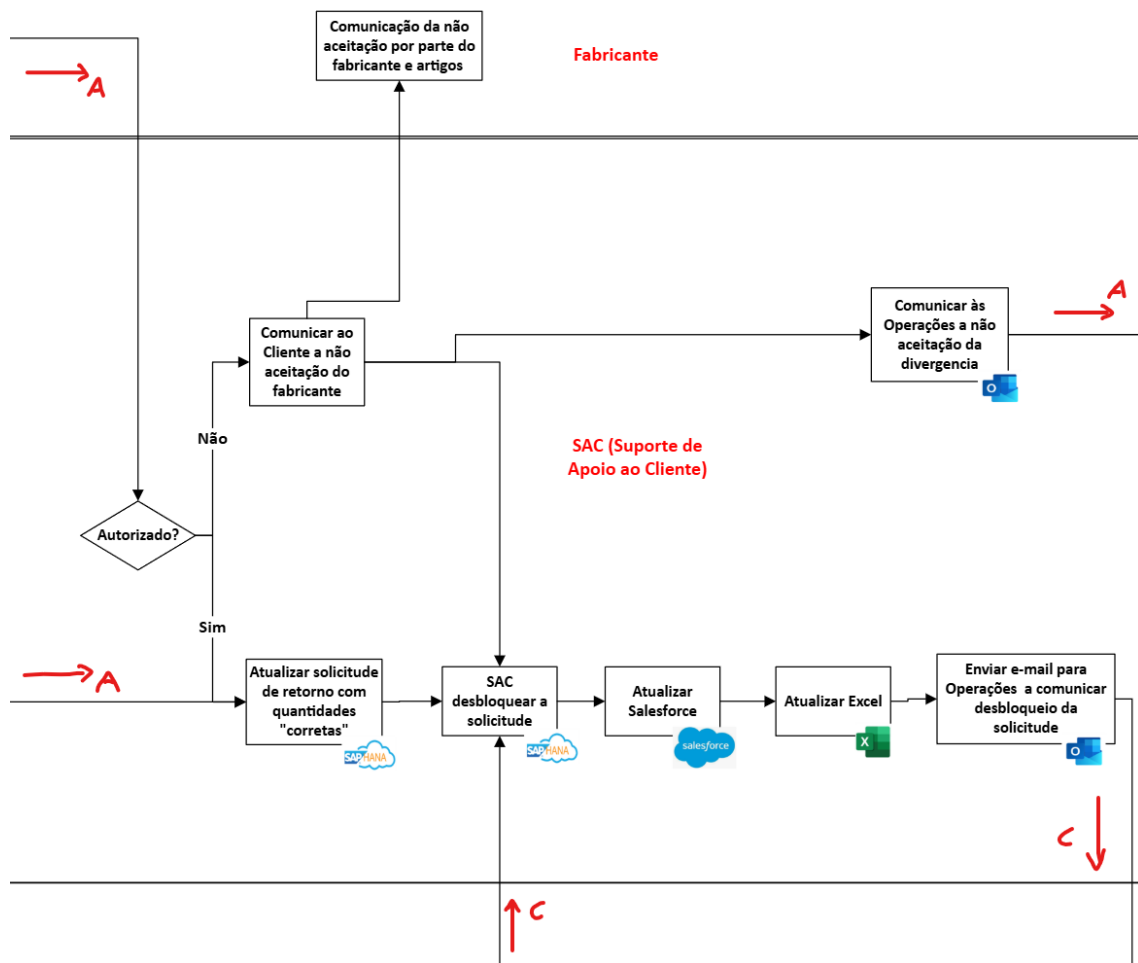 Comunicação da não
aceitação por parte do
fabricante e artigos
Fabricante
A
Comunicar ao
Cliente a não
aceitação do
fabricante
Comunicar às
Operações a não
aceitação da
divergencia
O
A
Não
SAC (Suporte de
Apoio ao Cliente)
Autorizado?
Sim
A
Atualizar solicitude
de retorno com
quantidades
"corretas"
SAP HANA
SAC
desbloquear a
solicitude
SAP HANA
Atualizar
Salesforce
salesforce
Atualizar Excel
X
Enviar e-mail para
Operações a comunicar
desbloqueio da
solicitude
O
C
C